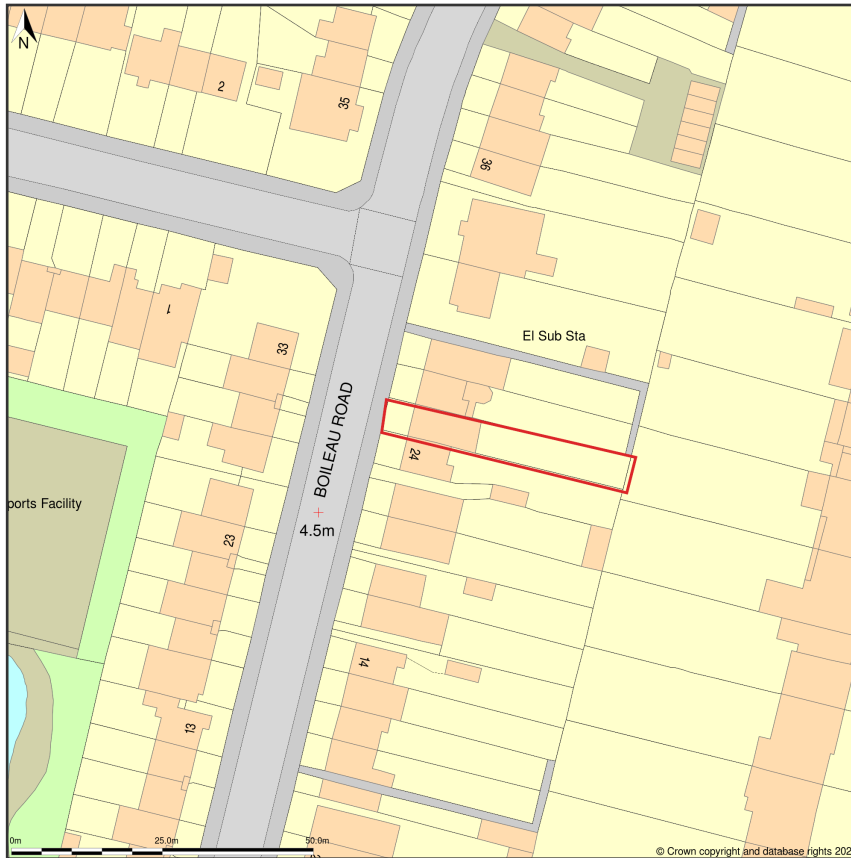 N
2
35
36
1
El Sub Sta
33
BOILEAU ROAD
24
ports Facility
4.5m
23
14
13
0m 25.0m 50.0m
© Crown copyright and database rights 202